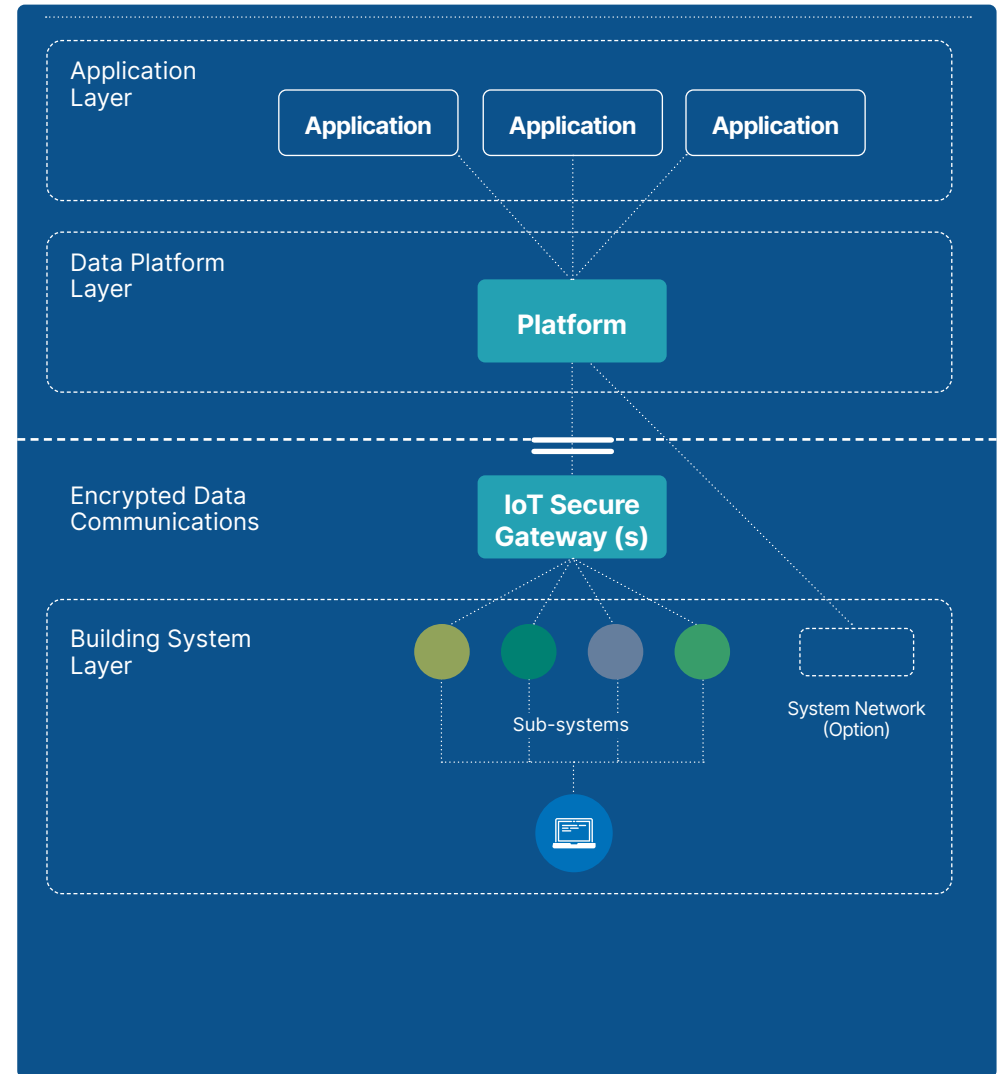 Application
Layer
Application
Application
Application
Data Platform
Layer
Platform
Encrypted Data
Communications
IoT Secure
Gateway (s)
Building System
Layer
Sub-systems
System Network
(Option)